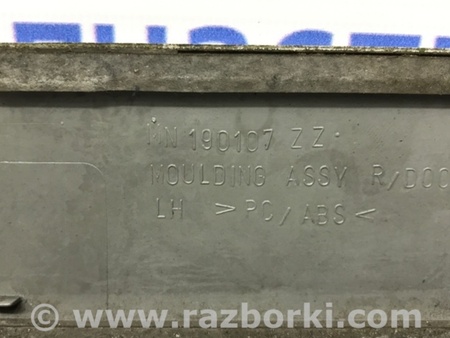 MN190107 ZZ.
MOULDING ASSY R/DOO
LH >PC/ABS<
www.razborki.com